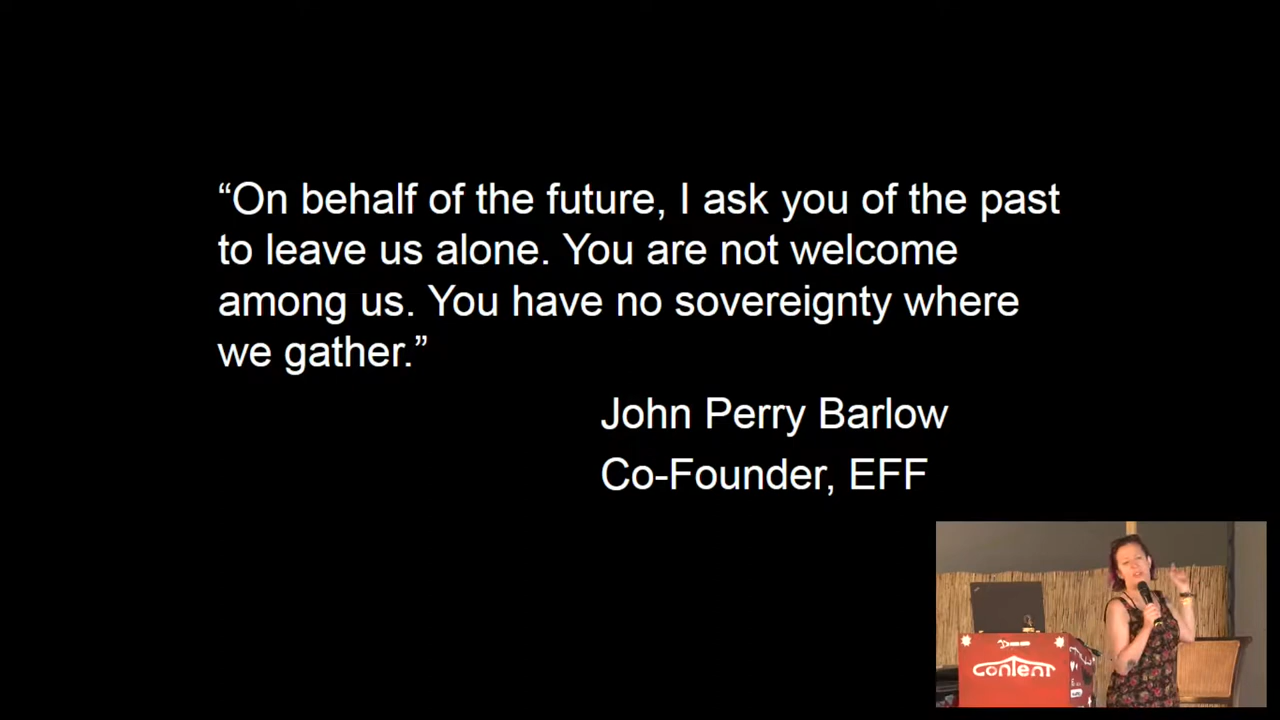 “On behalf of the future, I ask you of the past
to leave us alone. You are not welcome
among us. You have no sovereignty where
we gather.”
John Perry Barlow
Co-Founder, EFF
content